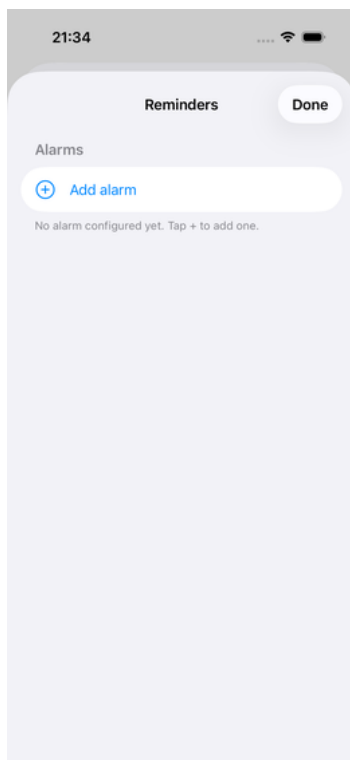 21:34
Reminders
Done
Alarms
Add alarm
No alarm configured yet. Tap + to add one.